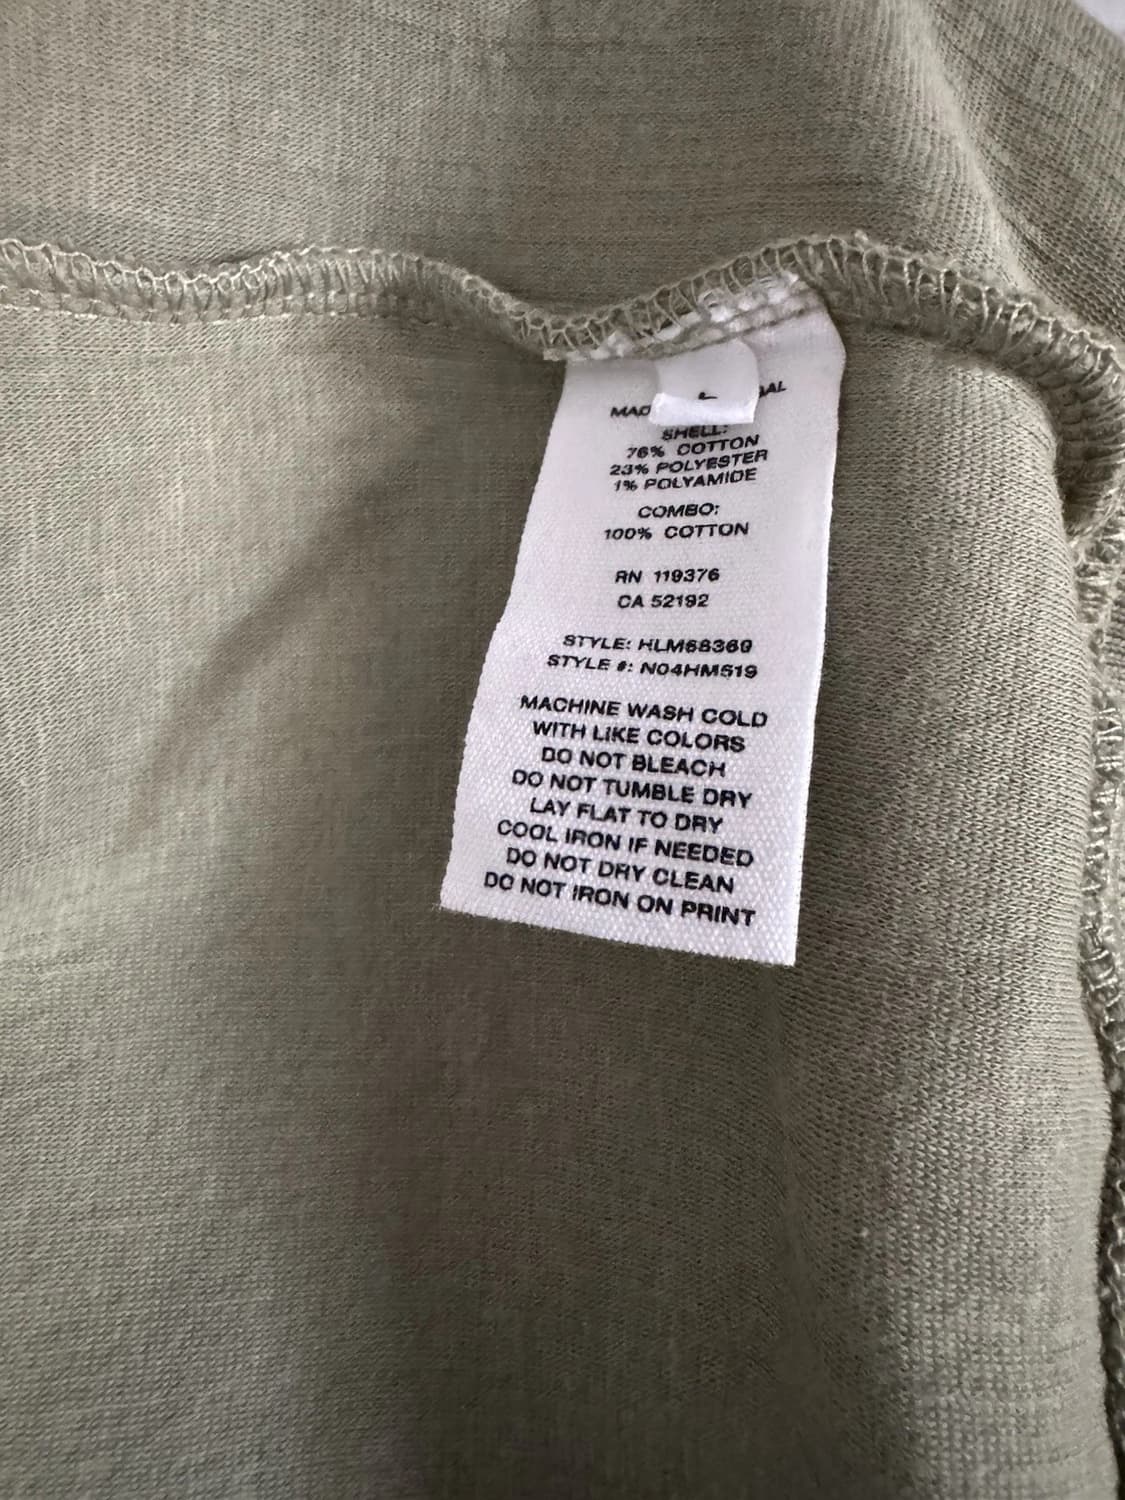 L
SHELL:
76% COTTON
23% POLYESTER
1% POLYAMIDE
COMBO:
100% COTTON
RN 119376
CA 52192
STYLE:
STYLE #: N04HM519
MACHINE WASH COLD
WITH LIKE COLORS
DO NOT BLEACH
DO NOT TUMBLE DRY
LAY FLAT TO DRY
COOL IRON IF NEEDED
DO NOT DRY CLEAN
DO NOT IRON ON PRINT